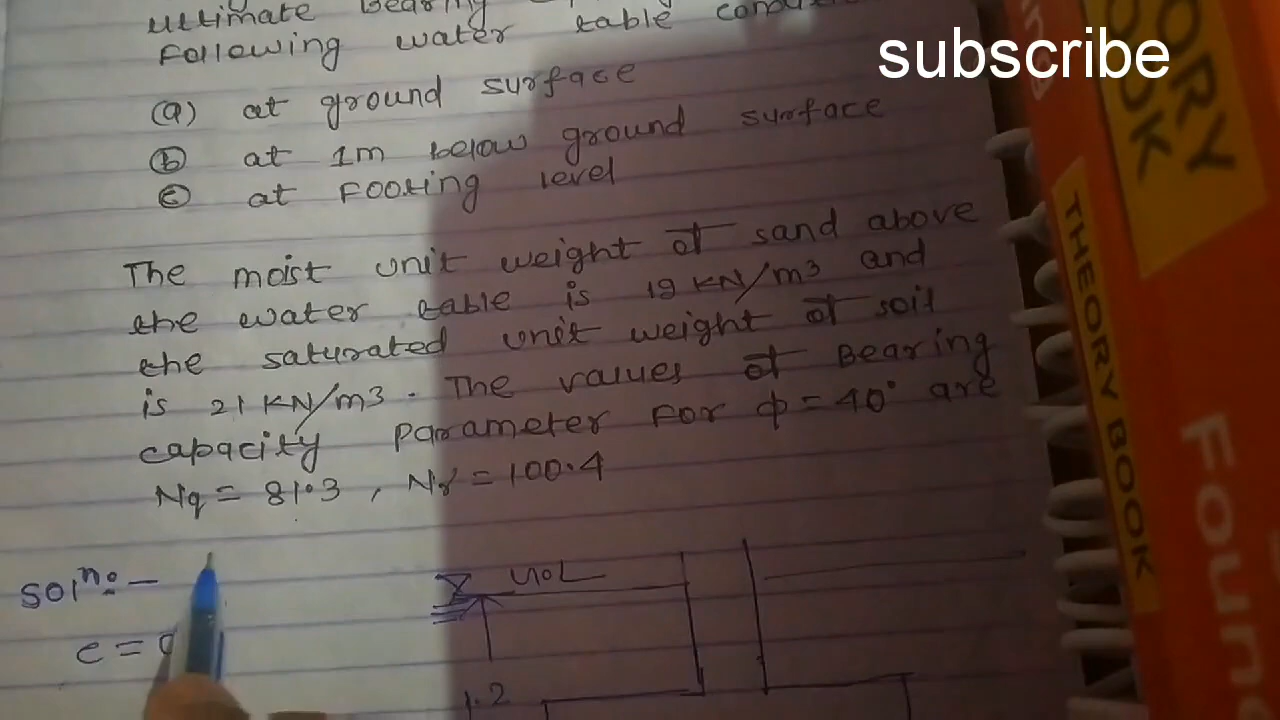 ultimate Bearing
Following water table
(a) at ground surface
(b) at 1m below ground surface
(c) at Footing level
The moist unit weight of sand above
the water table is 19 KN/m3 and
the saturated unit weight of soil
is 21 KN/m3. The values of Bearing
capacity Parameter For φ = 40° are
Nq = 81.3, Nγ = 100.4
Soln:-
c =
1.2
subscribe
THEORY BOOK